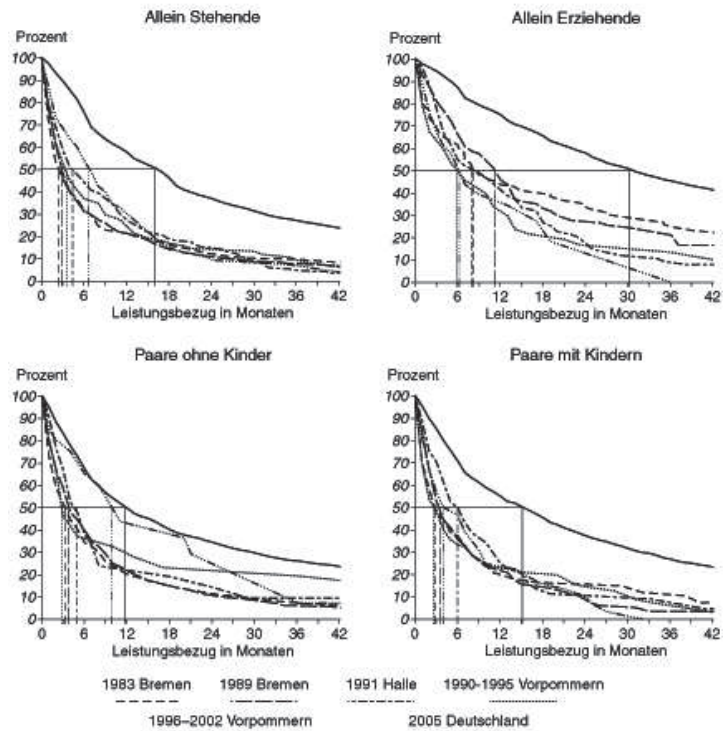 Allein Stehende
Prozent
100
90
80
70
60
50
40
30
20
10
0
0 6 12 18 24 30 36 42
Leistungsbezug in Monaten
Allein Erziehende
Prozent
100
90
80
70
60
50
40
30
20
10
0
0 6 12 18 24 30 36 42
Leistungsbezug in Monaten
Paare ohne Kinder
Prozent
100
90
80
70
60
50
40
30
20
10
0
0 6 12 18 24 30 36 42
Leistungsbezug in Monaten
Paare mit Kindern
Prozent
100
90
80
70
60
50
40
30
20
10
0
0 6 12 18 24 30 36 42
Leistungsbezug in Monaten
1983 Bremen 1989 Bremen 1991 Halle 1990-1995 Vorpommern
1996–2002 Vorpommern 2005 Deutschland